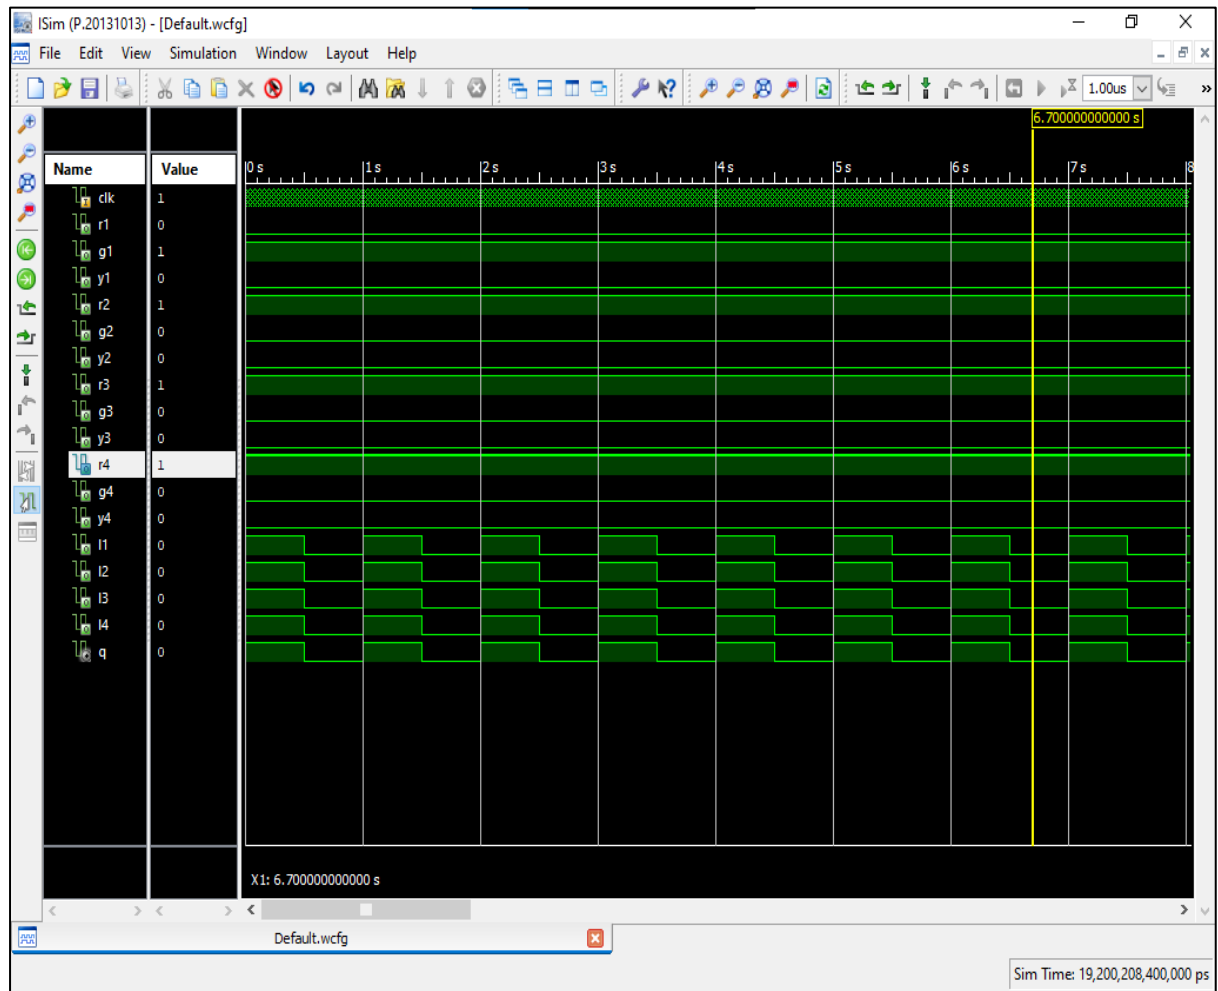 ISim (P.20131013) - [Default.wcfg]
File Edit View Simulation Window Layout Help
1.00us
»
6.700000000000 s
Name Value
0 s 1 s 2 s 3 s 4 s 5 s 6 s 7 s 8
clk 1
r1 0
g1 1
y1 0
r2 1
g2 0
y2 0
r3 1
g3 0
y3 0
r4 1
g4 0
y4 0
l1 0
l2 0
l3 0
l4 0
q 0
X1: 6.700000000000 s
Default.wcfg
Sim Time: 19,200,208,400,000 ps